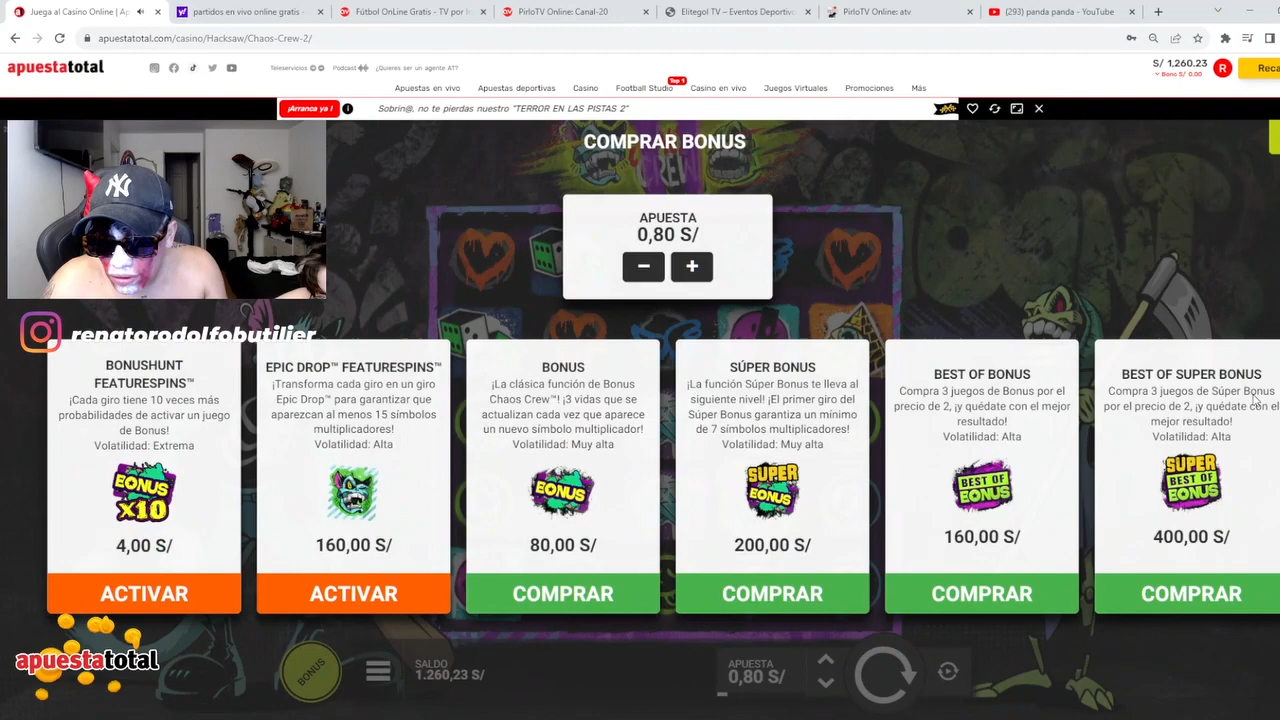 Juega al Casino Online | Ap
partidos en vivo online gratis -
Fútbol OnLine Gratis - TV por h
PirloTV Online: Canal-20
Elitegol TV – Eventos Deportivo
PirloTV Online: atv
(293) panda panda - YouTube
apuestatotal.com/casino/Hacksaw/Chaos-Crew-2/
apuestatotal
Teleservicios
Podcast
¿Quieres ser un agente AT?
S/ 1,260.23
Bono S/ 0.00
R
Reca
Apuestas en vivo
Apuestas deportivas
Casino
Football Studio
Top 1
Casino en vivo
Juegos Virtuales
Promociones
Más
¡Arranca ya !
Sobrin@, no te pierdas nuestro "TERROR EN LAS PISTAS 2"
COMPRAR BONUS
CREW
APUESTA
0,80 S/
NY
renatorodolfobutilier
BONUSHUNT
FEATURESPINS™
¡Cada giro tiene 10 veces más
probabilidades de activar un juego
de Bonus!
Volatilidad: Extrema
BONUS
X10
4,00 S/
ACTIVAR
EPIC DROP™ FEATURESPINS™
¡Transforma cada giro en un giro
Epic Drop™ para garantizar que
aparezcan al menos 15 símbolos
multiplicadores!
Volatilidad: Alta
160,00 S/
ACTIVAR
BONUS
¡La clásica función de Bonus
Chaos Crew™! ¡3 vidas que se
actualizan cada vez que aparece
un nuevo símbolo multiplicador!
Volatilidad: Muy alta
BONUS
80,00 S/
COMPRAR
SÚPER BONUS
¡La función Súper Bonus te lleva al
siguiente nivel! ¡El primer giro del
Súper Bonus garantiza un mínimo
de 7 símbolos multiplicadores!
Volatilidad: Muy alta
SUPER
BONUS
200,00 S/
COMPRAR
BEST OF BONUS
Compra 3 juegos de Bonus por el
precio de 2, ¡y quédate con el mejor
resultado!
Volatilidad: Alta
BEST OF
BONUS
160,00 S/
COMPRAR
BEST OF SUPER BONUS
Compra 3 juegos de Súper Bonus
por el precio de 2, ¡y quédate con el
mejor resultado!
Volatilidad: Alta
SUPER
BEST OF
BONUS
400,00 S/
COMPRAR
apuestatotal
BONUS
SALDO
1.260,23 S/
APUESTA
0,80 S/